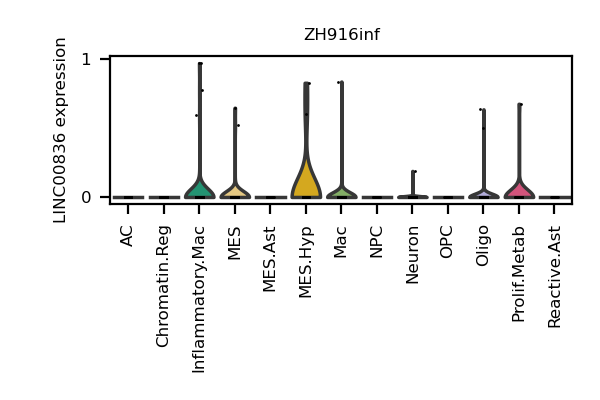 ZH916inf
LINC00836 expression
1
0
AC
Chromatin.Reg
Inflammatory.Mac
MES
MES.Ast
MES.Hyp
Mac
NPC
Neuron
OPC
Oligo
Prolif.Metab
Reactive.Ast